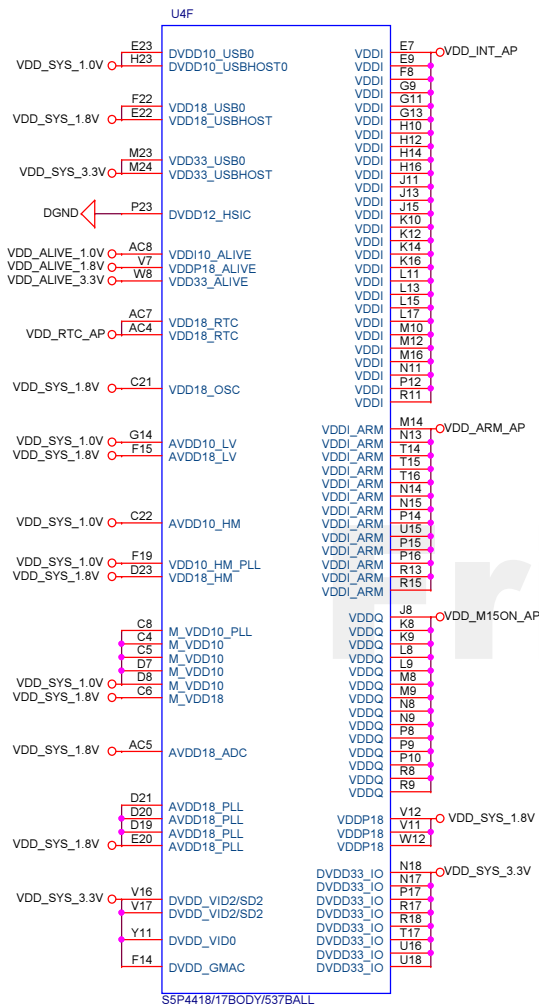 U4F
E23 DVDD10_USB0
VDD_SYS_1.0V H23 DVDD10_USBHOST0
F22 VDD18_USB0
VDD_SYS_1.8V E22 VDD18_USBHOST
M23 VDD33_USB0
VDD_SYS_3.3V M24 VDD33_USBHOST
DGND P23 DVDD12_HSIC
VDD_ALIVE_1.0V AC8 VDDI10_ALIVE
VDD_ALIVE_1.8V V7 VDDP18_ALIVE
VDD_ALIVE_3.3V W8 VDD33_ALIVE
AC7 VDD18_RTC
VDD_RTC_AP AC4 VDD18_RTC
VDD_SYS_1.8V C21 VDD18_OSC
VDD_SYS_1.0V G14 AVDD10_LV
VDD_SYS_1.8V F15 AVDD18_LV
VDD_SYS_1.0V C22 AVDD10_HM
VDD_SYS_1.0V F19 VDD10_HM_PLL
VDD_SYS_1.8V D23 VDD18_HM
C8 M_VDD10_PLL
C4 M_VDD10
C5 M_VDD10
D7 M_VDD10
VDD_SYS_1.0V D8 M_VDD10
VDD_SYS_1.8V C6 M_VDD18
VDD_SYS_1.8V AC5 AVDD18_ADC
D21 AVDD18_PLL
D20 AVDD18_PLL
D19 AVDD18_PLL
VDD_SYS_1.8V E20 AVDD18_PLL
VDD_SYS_3.3V V16 DVDD_VID2/SD2
V17 DVDD_VID2/SD2
Y11 DVDD_VID0
F14 DVDD_GMAC
VDDI E7 VDD_INT_AP
VDDI E9
VDDI F8
VDDI G9
VDDI G11
VDDI G13
VDDI H10
VDDI H12
VDDI H14
VDDI H16
VDDI J11
VDDI J13
VDDI J15
VDDI K10
VDDI K12
VDDI K14
VDDI K16
VDDI L11
VDDI L13
VDDI L15
VDDI L17
VDDI M10
VDDI M12
VDDI M16
VDDI N11
VDDI P12
VDDI R11
VDDI_ARM M14 VDD_ARM_AP
VDDI_ARM N13
VDDI_ARM T14
VDDI_ARM T15
VDDI_ARM T16
VDDI_ARM N14
VDDI_ARM N15
VDDI_ARM P14
VDDI_ARM U15
VDDI_ARM P15
VDDI_ARM P16
VDDI_ARM R13
VDDI_ARM R15
VDDQ J8 VDD_M15ON_AP
VDDQ K8
VDDQ K9
VDDQ L8
VDDQ L9
VDDQ M8
VDDQ M9
VDDQ N8
VDDQ N9
VDDQ P8
VDDQ P9
VDDQ P10
VDDQ R8
VDDQ R9
VDDP18 V12 VDD_SYS_1.8V
VDDP18 V11
VDDP18 W12
DVDD33_IO N18 VDD_SYS_3.3V
DVDD33_IO N17
DVDD33_IO P17
DVDD33_IO R17
DVDD33_IO R18
DVDD33_IO T17
DVDD33_IO U16
DVDD33_IO U18
S5P4418/17BODY/537BALL
Fr